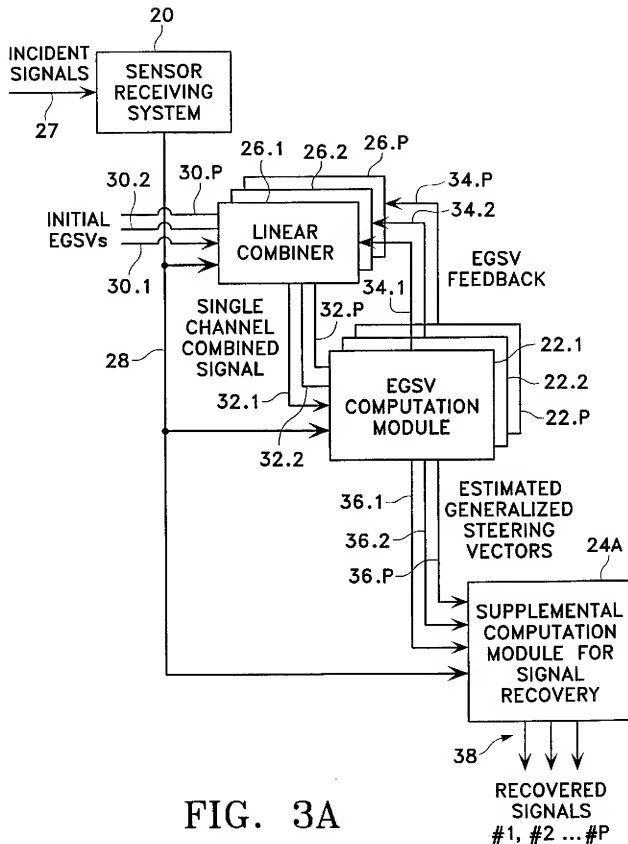 20
INCIDENT
SIGNALS
27
SENSOR
RECEIVING
SYSTEM
26.P
26.2
26.1
30.P
30.2
34.P
34.2
INITIAL
EGSVs
30.1
LINEAR
COMBINER
EGSV
FEEDBACK
34.1
SINGLE
CHANNEL
COMBINED
SIGNAL
32.P
28
32.1
32.2
EGSV
COMPUTATION
MODULE
22.1
22.2
22.P
36.1
36.2
36.P
ESTIMATED
GENERALIZED
STEERING
VECTORS
24A
SUPPLEMENTAL
COMPUTATION
MODULE FOR
SIGNAL
RECOVERY
38
RECOVERED
SIGNALS
#1, #2 ... #P
FIG. 3A